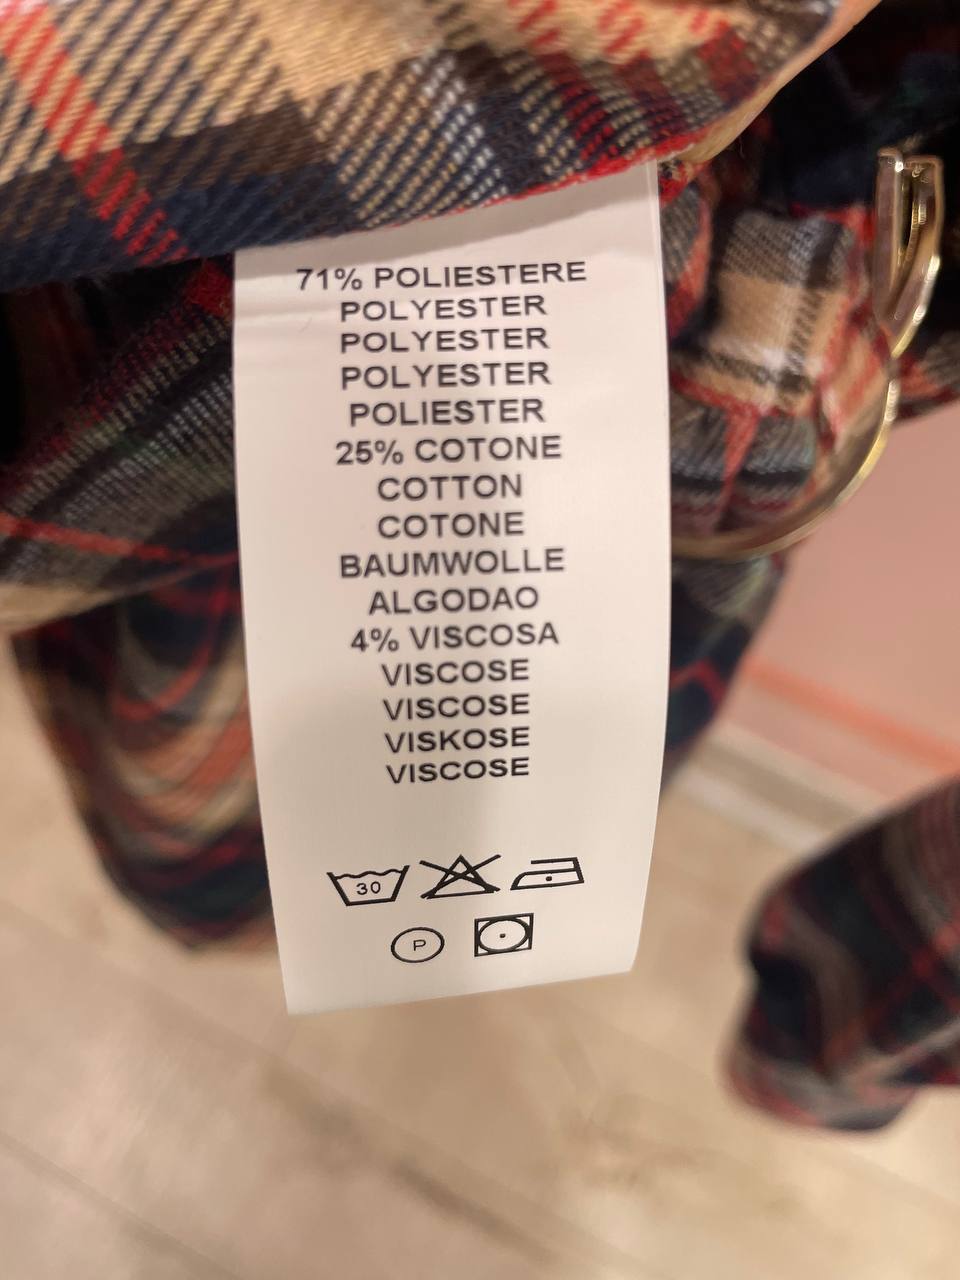 71% POLIESTERE
POLYESTER
POLYESTER
POLYESTER
POLIESTER
25% COTONE
COTTON
COTONE
BAUMWOLLE
ALGODAO
4% VISCOSA
VISCOSE
VISCOSE
VISKOSE
VISCOSE
30
P